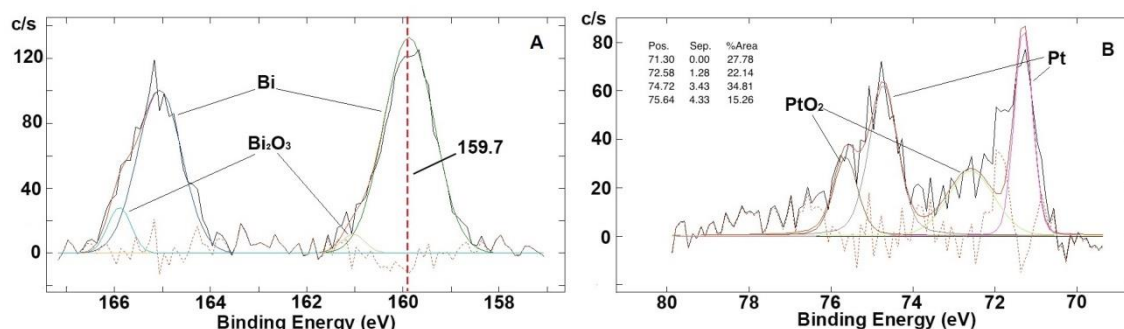 c/s
A
120
80
40
0
Bi
Bi₂O₃
159.7
166 164 162 160 158
Binding Energy (eV)
c/s
B
80
60
40
20
0
Pos. Sep. %Area
71.30 0.00 27.78
72.58 1.28 22.14
74.72 3.43 34.81
75.64 4.33 15.26
Pt
PtO₂
80 78 76 74 72 70
Binding Energy (eV)